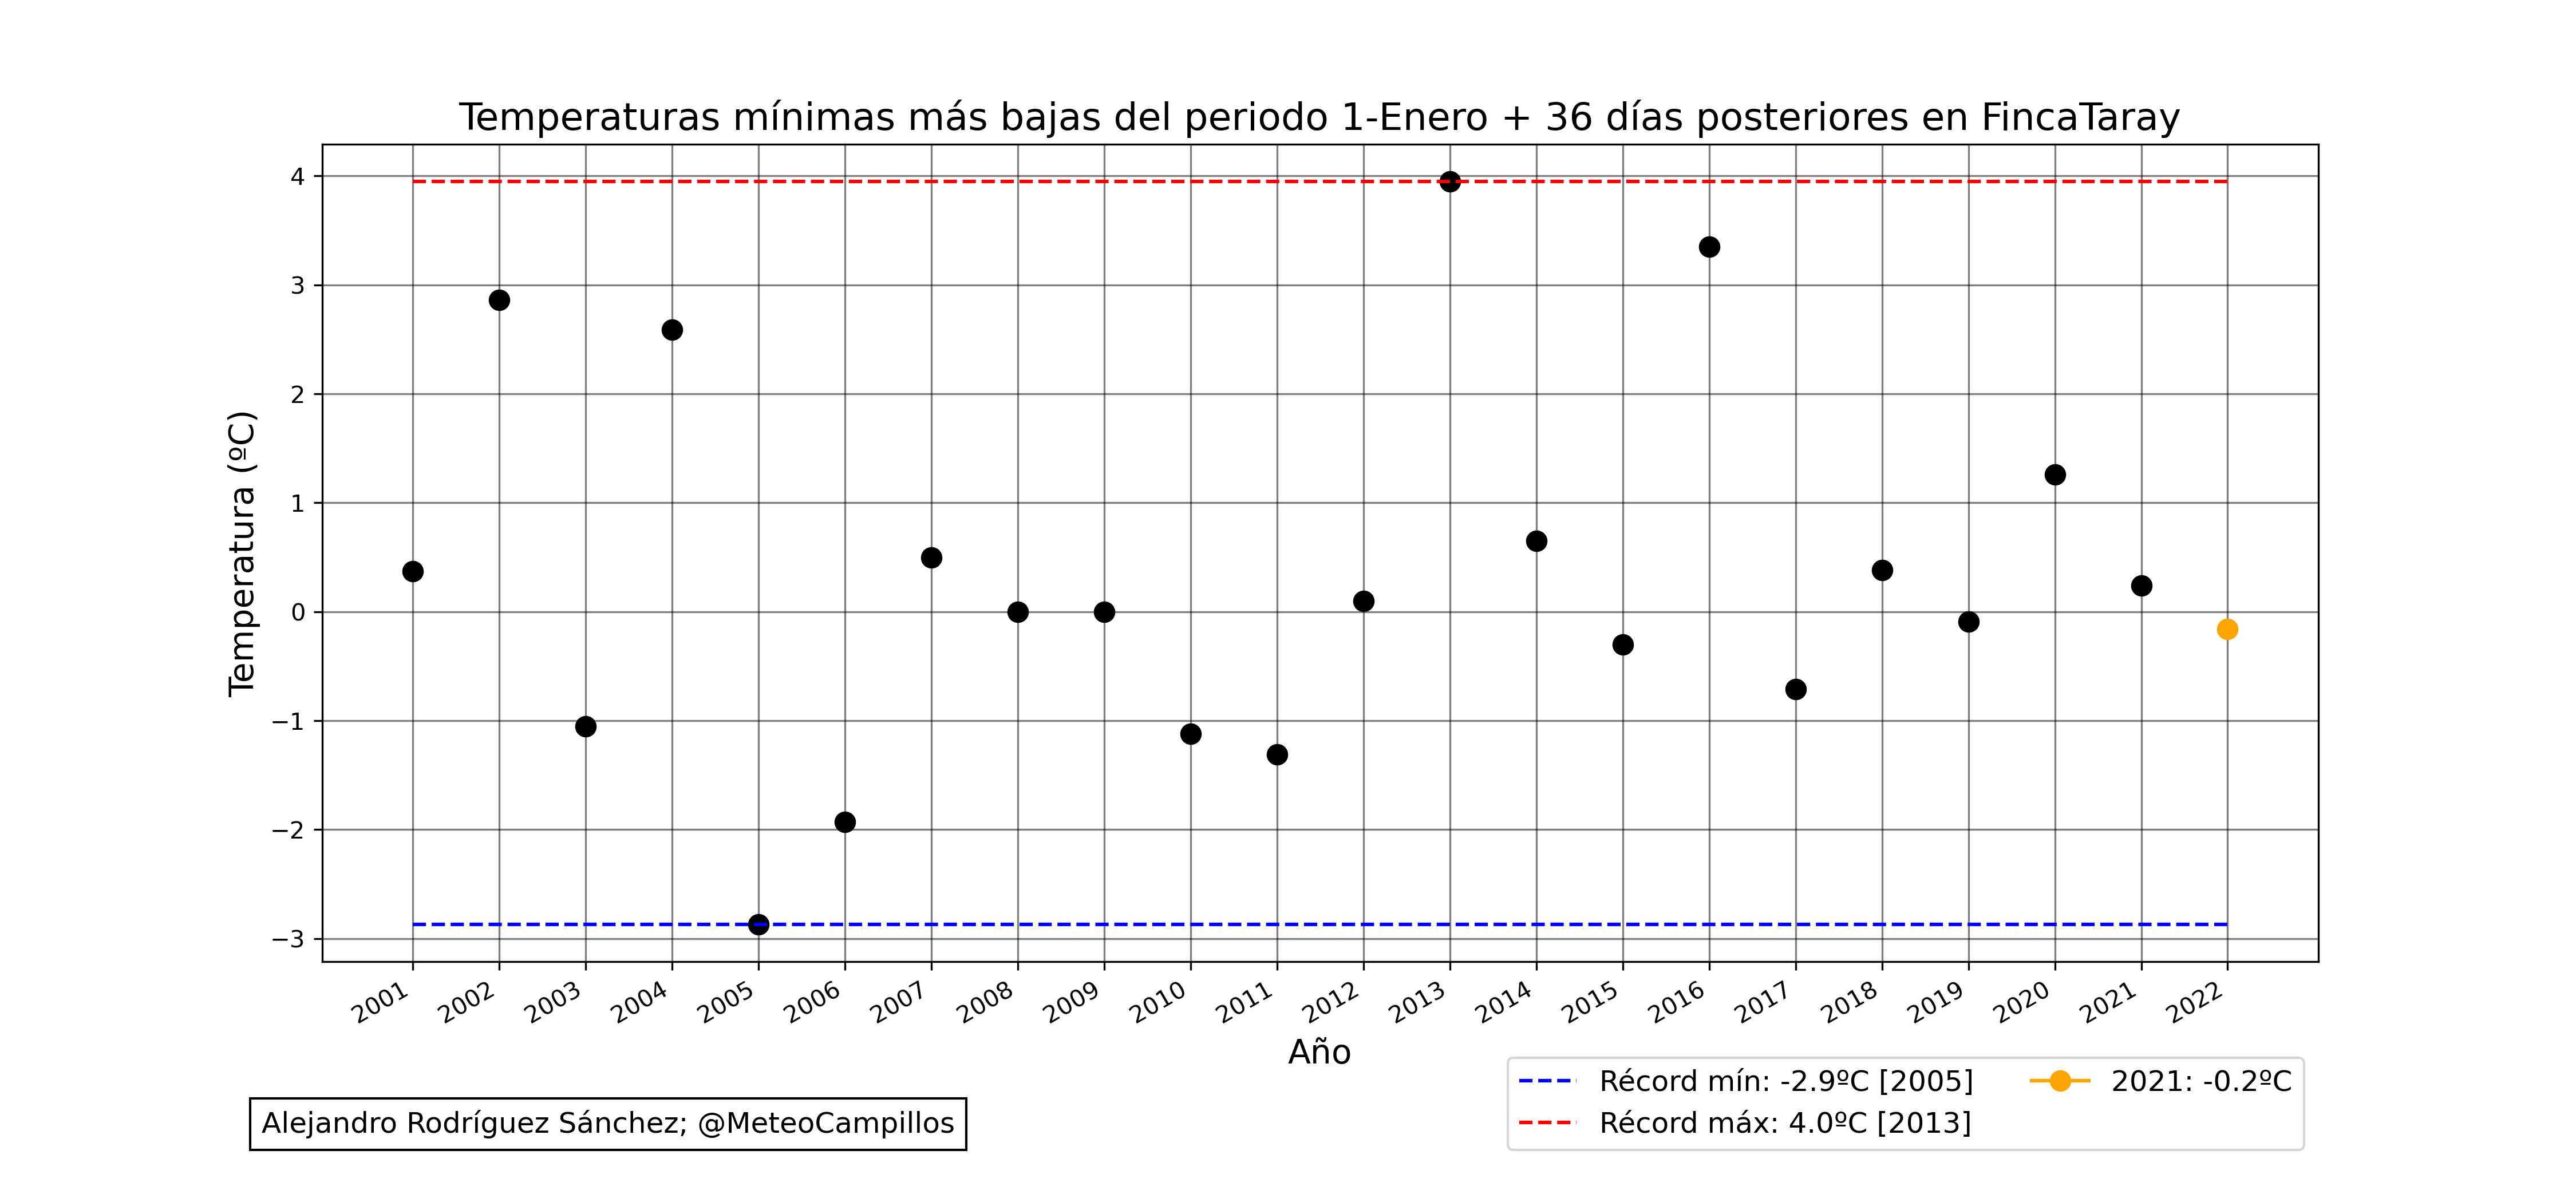 Temperaturas mínimas más bajas del periodo 1-Enero + 36 días posteriores en FincaTaray
Temperatura (ºC)
4
3
2
1
0
−1
−2
−3
2001 2002 2003 2004 2005 2006 2007 2008 2009 2010 2011 2012 2013 2014 2015 2016 2017 2018 2019 2020 2021 2022
Año
Récord mín: -2.9ºC [2005]
Récord máx: 4.0ºC [2013]
2021: -0.2ºC
Alejandro Rodríguez Sánchez; @MeteoCampillos